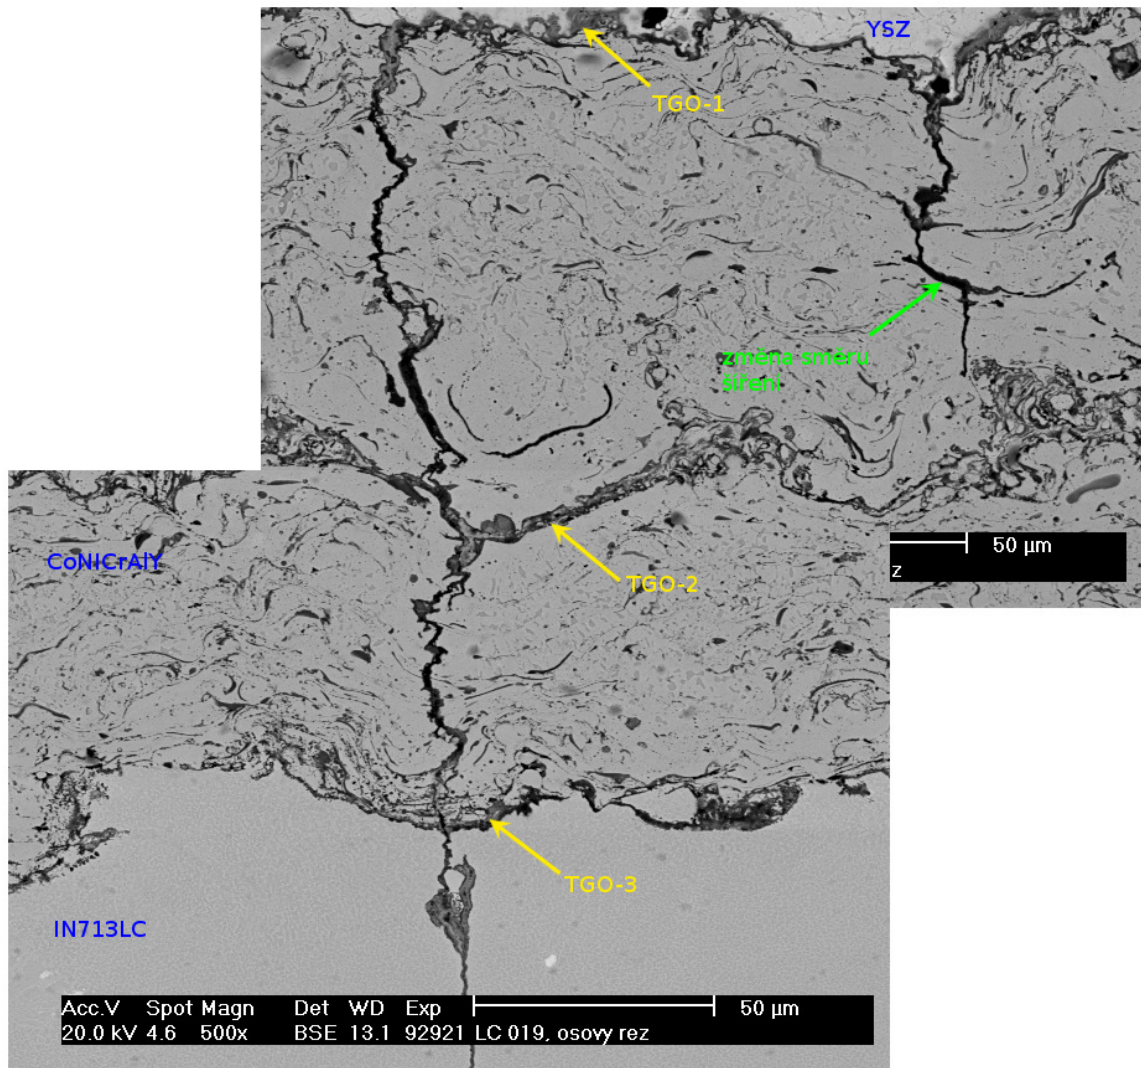 YSZ
TGO-1
změna směru
šíření
CoNiCrAlY
50 µm
z
TGO-2
TGO-3
IN713LC
Acc.V Spot Magn Det WD Exp 50 µm
20.0 kV 4.6 500x BSE 13.1 92921 LC 019, osovy rez